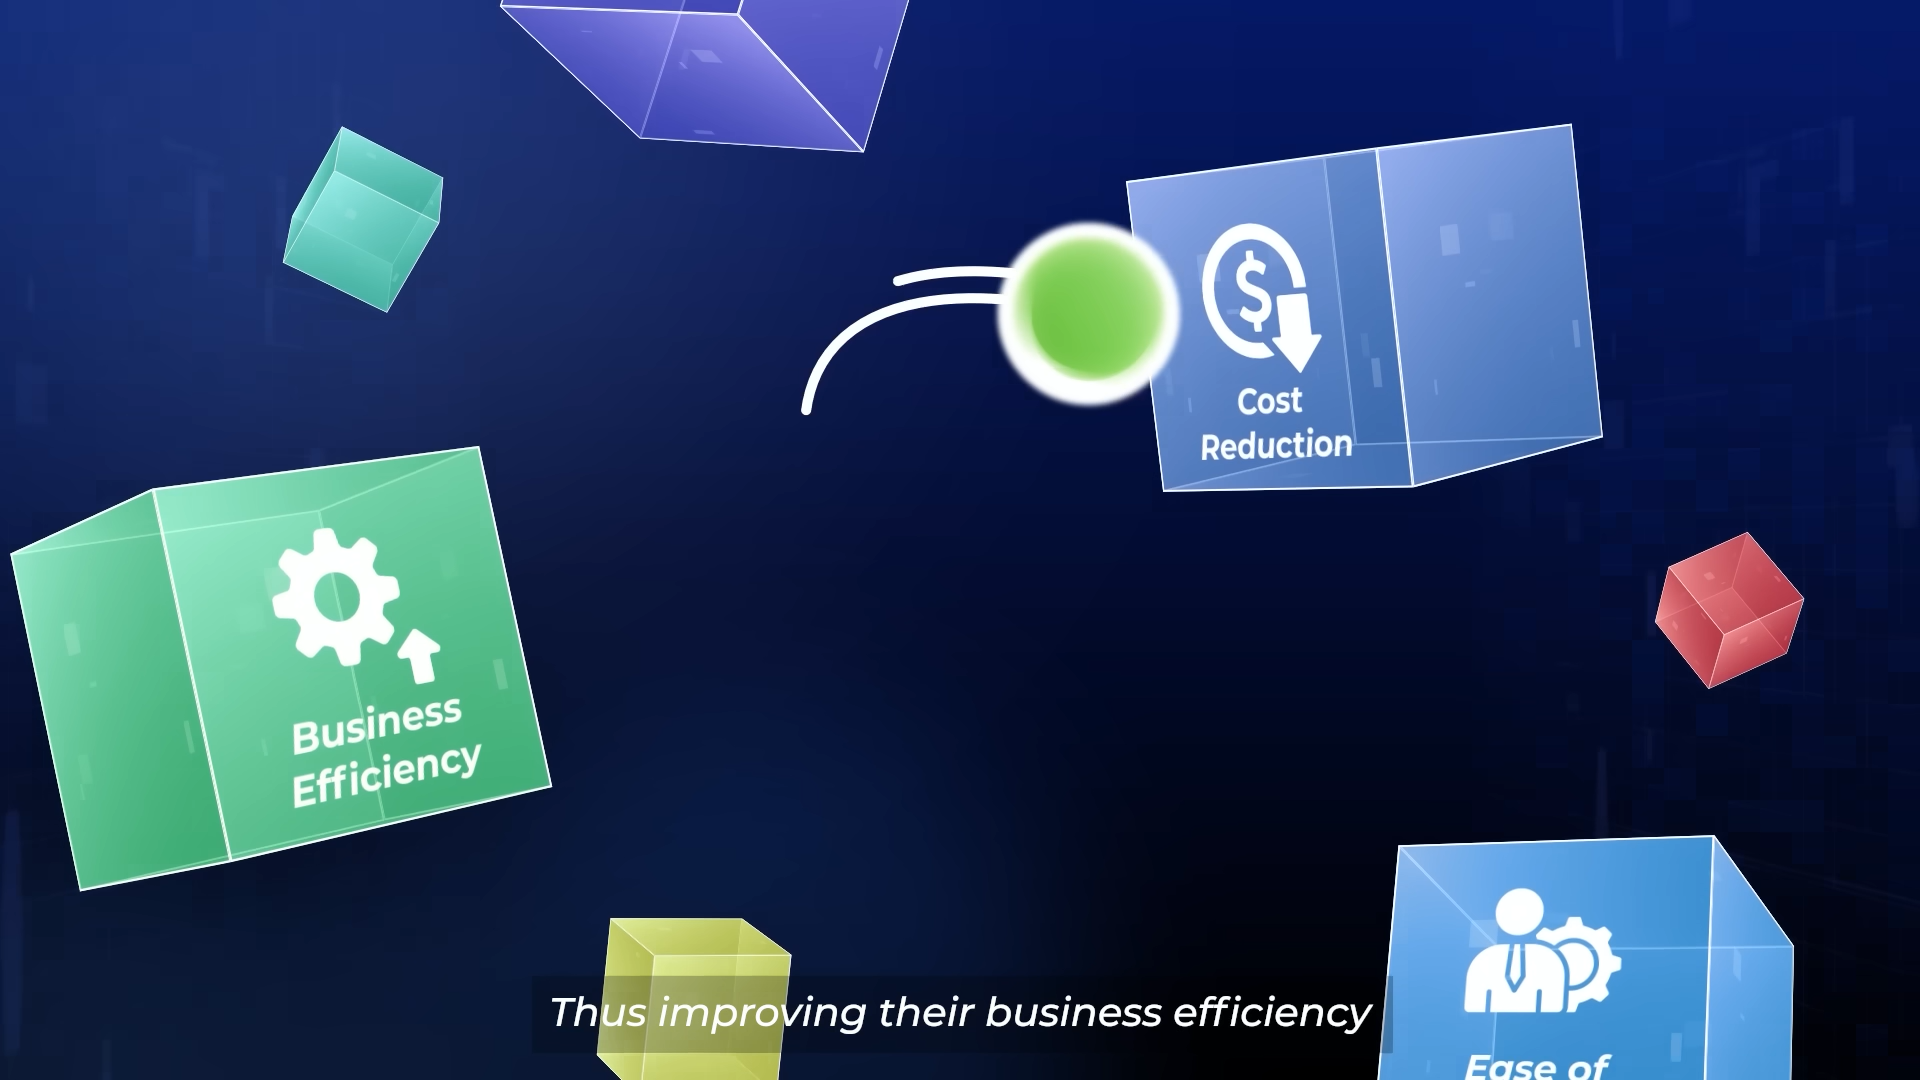 $
Cost
Reduction
Business
Efficiency
Thus improving their business efficiency
Ease of